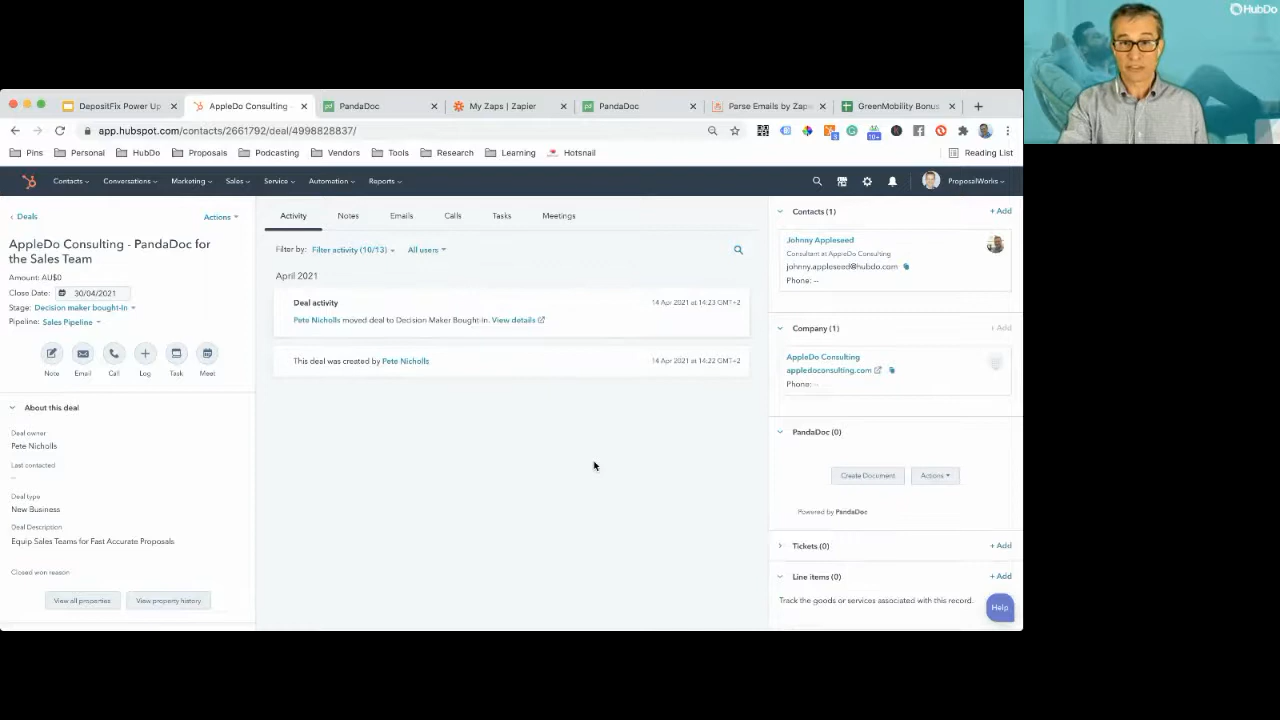 HubDo
DepositFix Power Up
AppleDo Consulting -
PandaDoc
My Zaps | Zapier
PandaDoc
Parse Emails by Zap
GreenMobility Bonus
app.hubspot.com/contacts/2661792/deal/4998828837/
10+
Pins
Personal
HubDo
Proposals
Podcasting
Vendors
Tools
Research
Learning
Hotsnail
Reading List
Contacts
Conversations
Marketing
Sales
Service
Automation
Reports
ProposalWorks
Deals
Actions
AppleDo Consulting - PandaDoc for
the Sales Team
Amount: AU$0
Close Date: 30/04/2021
Stage: Decision maker bought-In
Pipeline: Sales Pipeline
Note
Email
Call
Log
Task
Meet
About this deal
Deal owner
Pete Nicholls
Last contacted
--
Deal type
New Business
Deal Description
Equip Sales Teams for Fast Accurate Proposals
Closed won reason
View all properties
View property history
Activity
Notes
Emails
Calls
Tasks
Meetings
Filter by: Filter activity (10/13)
All users
April 2021
Deal activity
14 Apr 2021 at 14:23 GMT+2
Pete Nicholls moved deal to Decision Maker Bought-In. View details
This deal was created by Pete Nicholls
14 Apr 2021 at 14:22 GMT+2
Contacts (1)
+ Add
Johnny Appleseed
Consultant at AppleDo Consulting
johnny.appleseed@hubdo.com
Phone: --
Company (1)
+ Add
AppleDo Consulting
appledoconsulting.com
Phone: --
PandaDoc (0)
Create Document
Actions
Powered by PandaDoc
Tickets (0)
+ Add
Line items (0)
+ Add
Track the goods or services associated with this record.
Help